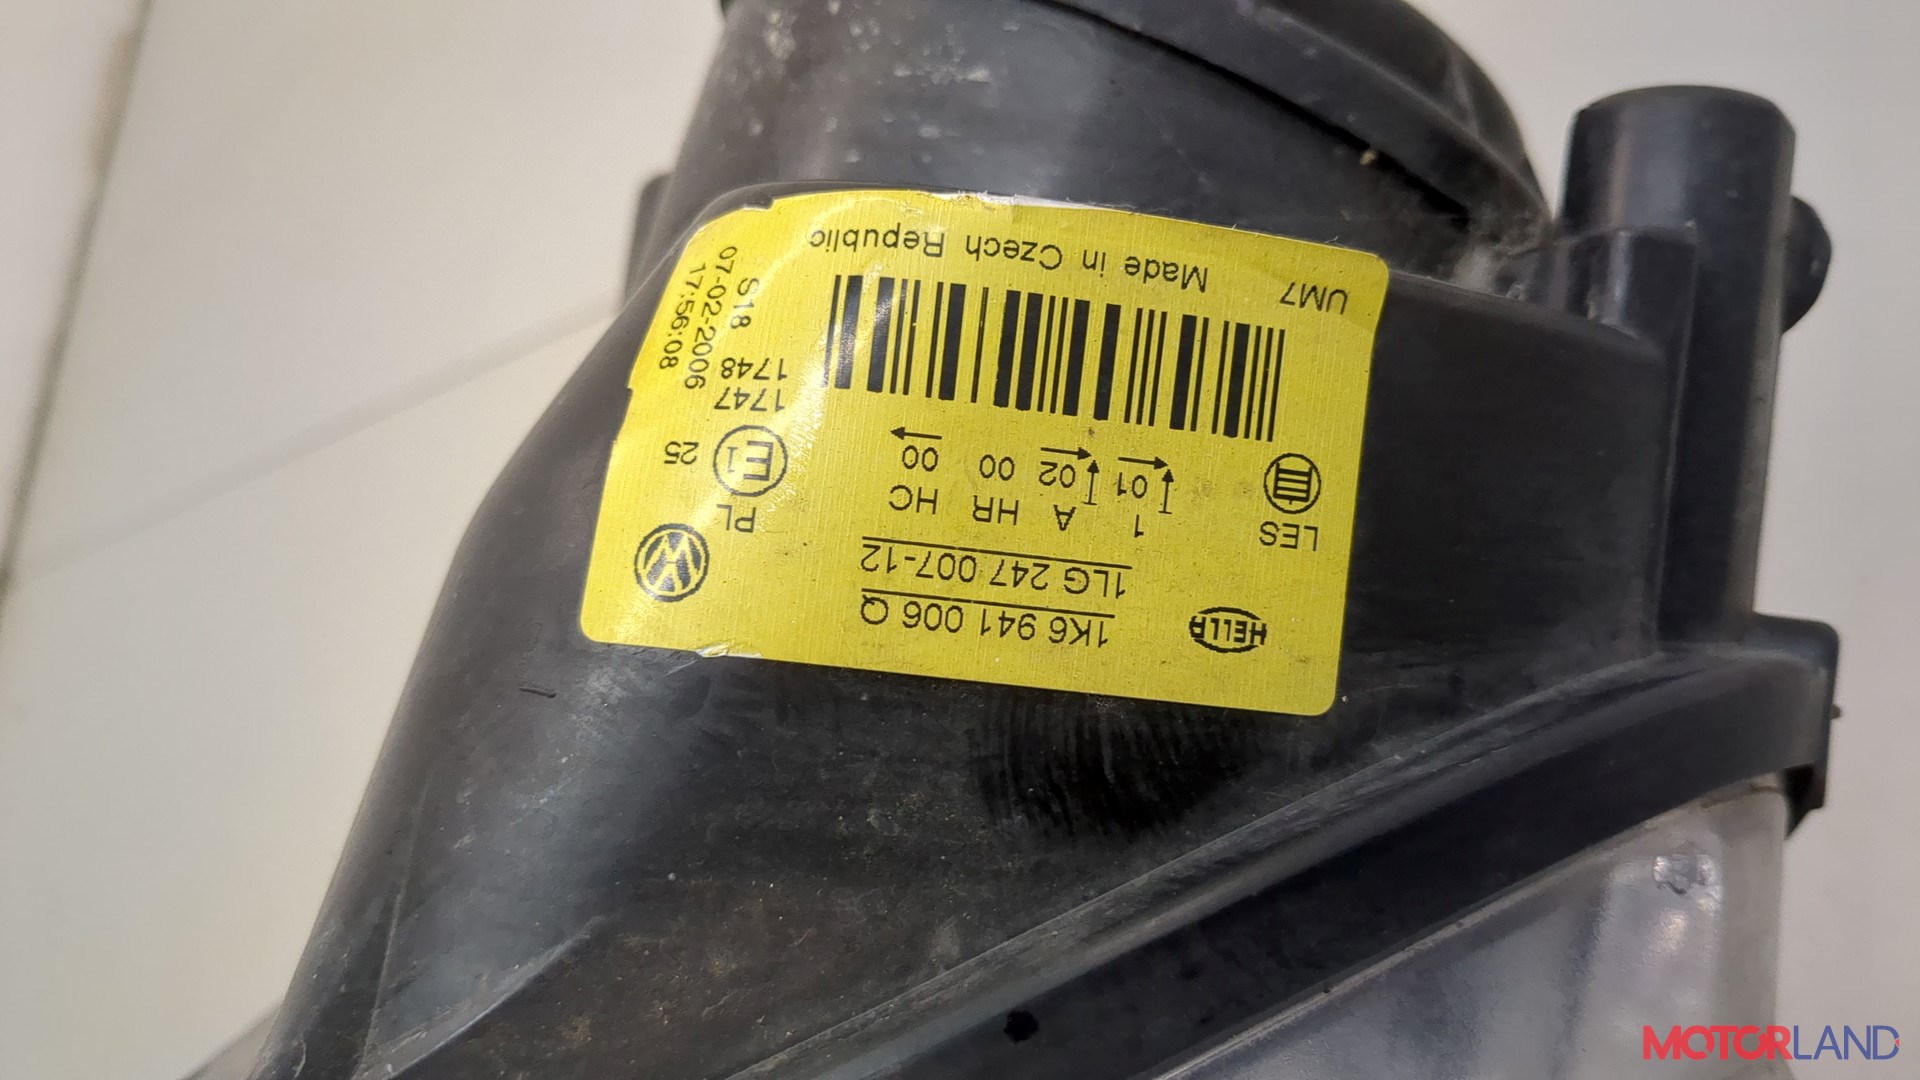 HELLA
1K6 941 006 Q
1LG 247 007-12
LES
1 A HR HC PL
01 02 00 00
E1 25
1747
1748
S18
07-02-2006
17:56:08
UM7 Made in Czech Republic
MOTORLAND